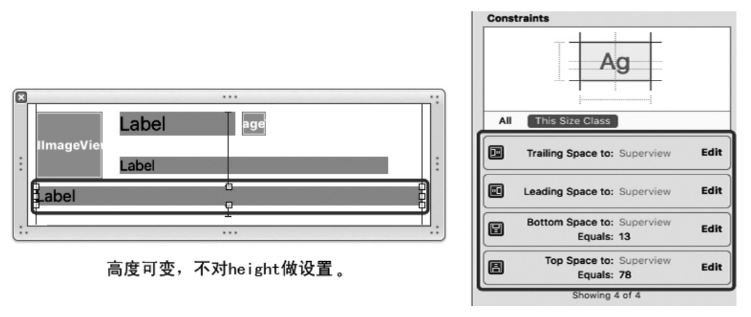 Label
age
IImageView
Label
Label
高度可变，不对height做设置。
Constraints
Ag
All
This Size Class
Trailing Space to: Superview Edit
Leading Space to: Superview Edit
Bottom Space to: Superview
Equals: 13
Edit
Top Space to: Superview
Equals: 78
Edit
Showing 4 of 4